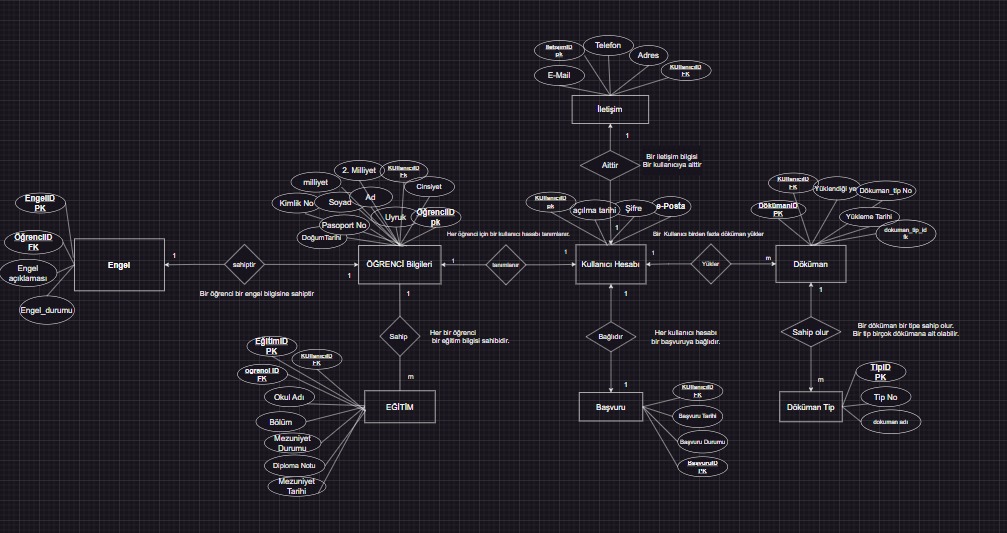 İletişimID
pk
Telefon
Adres
KUllanıcıID
FK
E-Mail
İletişim
1
Aittir
Bir iletişim bilgisi
Bir kullanıcıya aittir
1
milliyet
2. Milliyet
KUllanıcıID
Fk
Cinsiyet
Kimlik No
Soyad
Ad
Uyruk
ÖğrenciID
pk
Pasoport No
DoğumTarihi
KUllanıcıID
pk
açılma tarihi
Şifre
e-Posta
KUllanıcıID
FK
Yüklendiği yer
Döküman_tip No
DökümanID
PK
Yükleme Tarihi
dokuman_tip_id
fk
EngelID
PK
ÖğrenciID
FK
Engel
açıklaması
Engel_durumu
Engel
1
sahiptir
1
Bir öğrenci bir engel bilgisine sahiptir
ÖĞRENCİ Bilgileri
Her öğrenci için bir kullanıcı hesabı tanımlanır.
1
tanımlanır
1
Kullanıcı Hesabı
Bir Kullanıcı birden fazla döküman yükler
1
Yükler
m
Döküman
1
Sahip
Her bir öğrenci
bir eğitim bilgisi sahibidir.
m
1
Bağlıdır
Her kullanıcı hesabı
bir başvuruya bağlıdır.
1
1
Sahip olur
Bir döküman bir tipe sahip olur.
Bir tip birçok dökümana ait olabilir.
m
EğitimID
PK
KUllanıcıID
FK
ogrenci ID
FK
Okul Adı
Bölüm
Mezuniyet
Durumu
Diploma Notu
Mezuniyet
Tarihi
EĞİTİM
Başvuru
KUllanıcıID
FK
Başvuru Tarihi
Başvuru Durumu
BaşvuruID
PK
Döküman Tip
TipID
PK
Tip No
dokuman adı